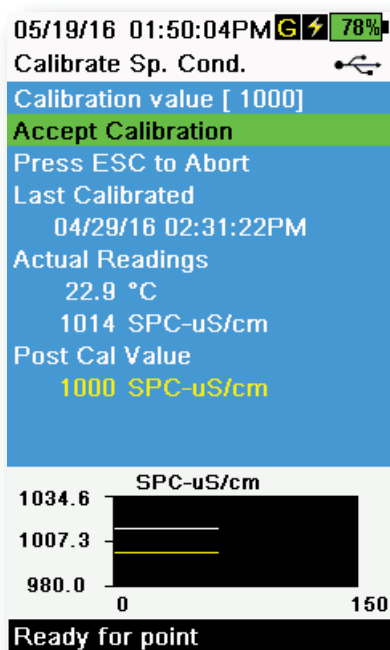 05/19/16 01:50:04PM G 78%
Calibrate Sp. Cond.
Calibration value [ 1000]
Accept Calibration
Press ESC to Abort
Last Calibrated
04/29/16 02:31:22PM
Actual Readings
22.9 °C
1014 SPC-uS/cm
Post Cal Value
1000 SPC-uS/cm
SPC-uS/cm
1034.6
1007.3
980.0
0 150
Ready for point